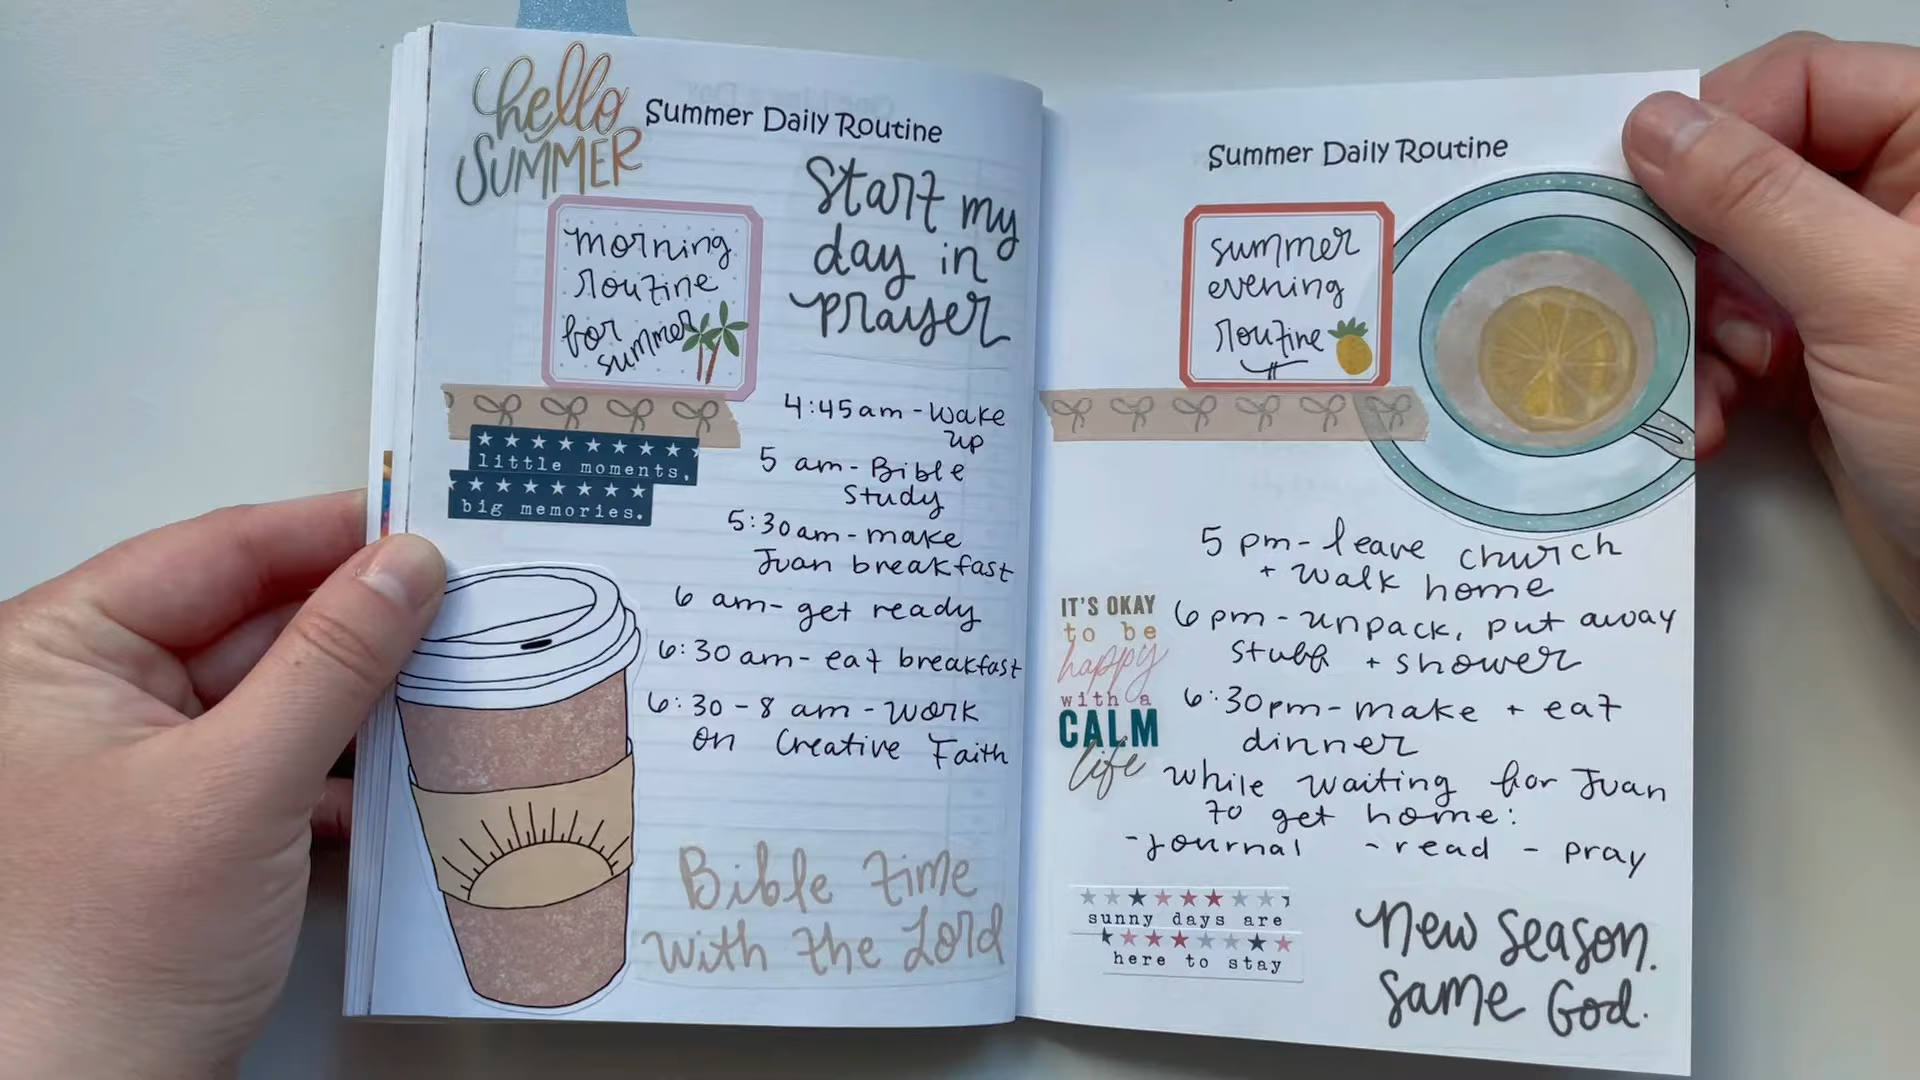 hello
SUMMER
Summer Daily Routine
Start my
day in
prayer
morning
routine
for
summer
little moments,
big memories.
4:45am - wake
up
5 am - Bible
study
5:30am - make
Juan breakfast
6 am - get ready
6:30am - eat breakfast
6:30 - 8 am - work
on Creative Faith
Bible time
with the Lord
Summer Daily Routine
summer
evening
routine
5 pm - leave church
+ walk home
6pm - unpack, put away
stuff + shower
6:30pm - make + eat
dinner
while waiting for Juan
to get home:
- journal - read - pray
IT'S OKAY
to be
happy
with a
CALM
life
sunny days are
here to stay
New Season.
Same God.